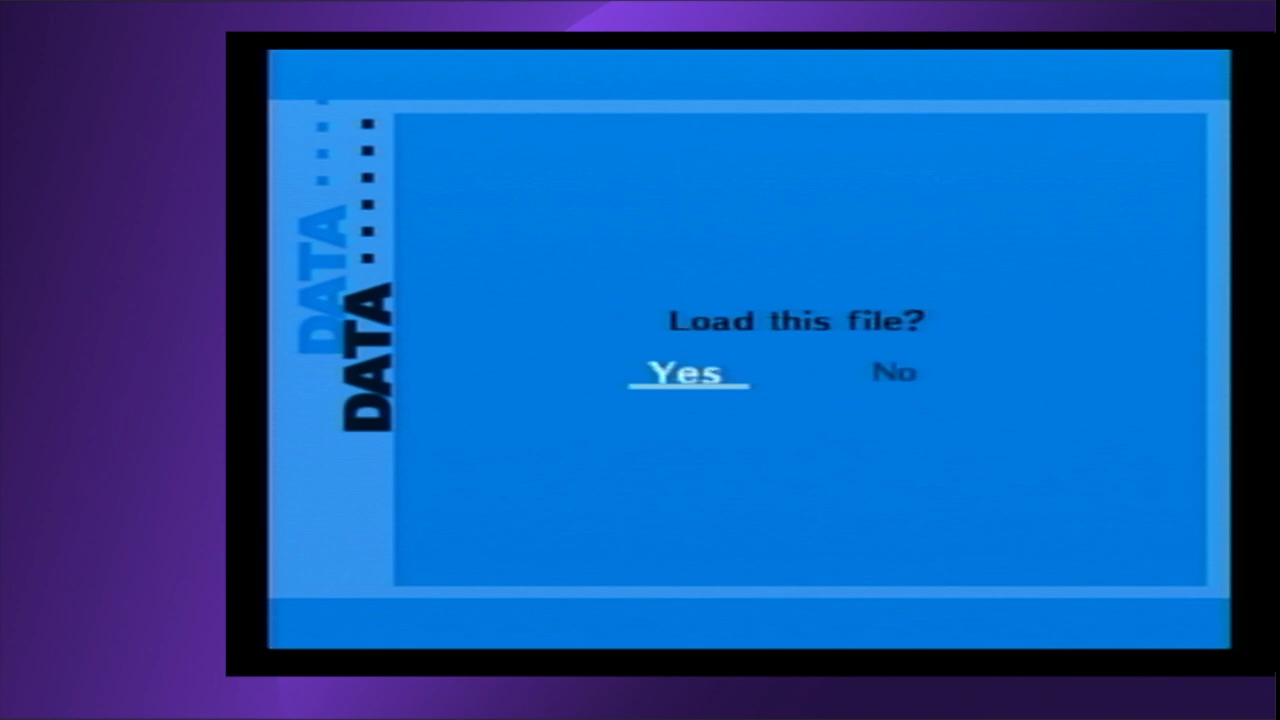 DATA ......
DATA ....
Load this file?
Yes No